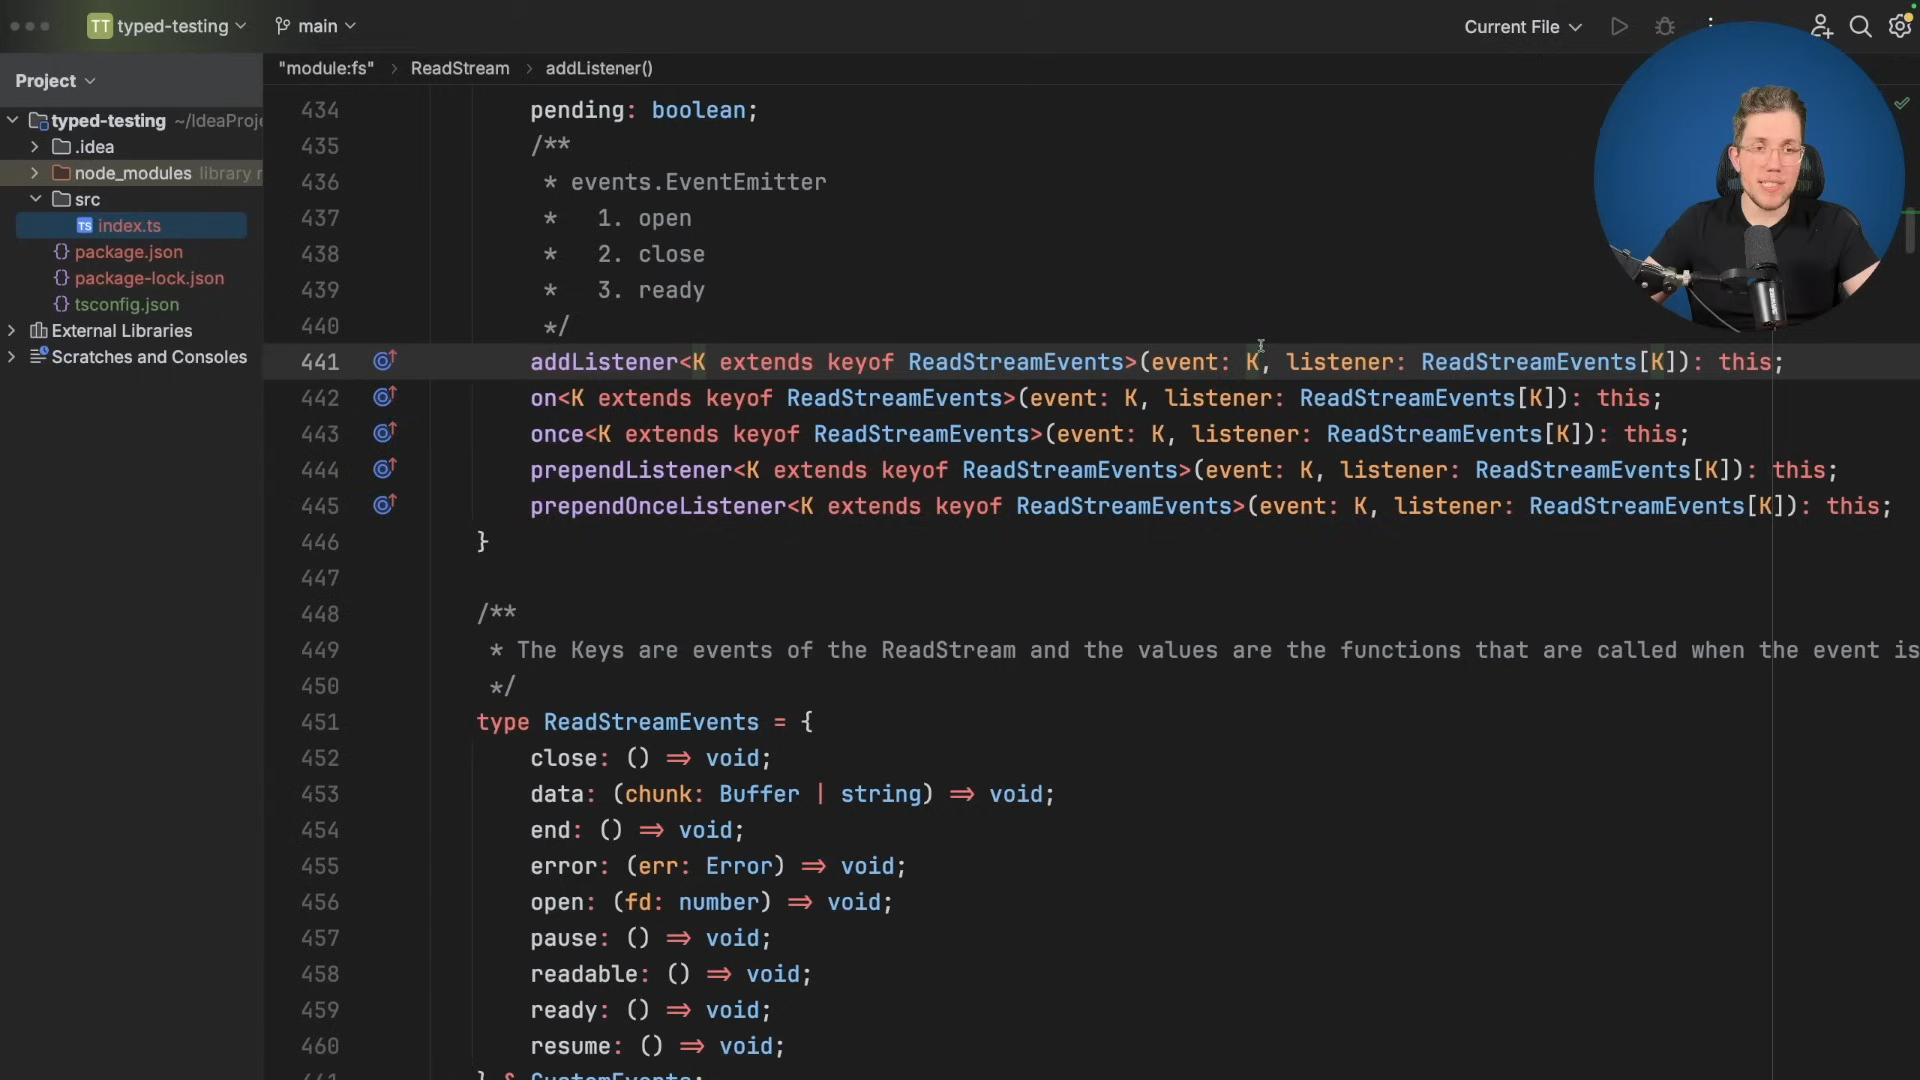 TT typed-testing main Current File
Project
typed-testing ~/IdeaProj
.idea
node_modules library r
src
TS index.ts
{} package.json
{} package-lock.json
{} tsconfig.json
External Libraries
Scratches and Consoles
"module:fs" > ReadStream > addListener()
434 pending: boolean;
435 /**
436 * events.EventEmitter
437 * 1. open
438 * 2. close
439 * 3. ready
440 */
441 addListener<K extends keyof ReadStreamEvents>(event: K, listener: ReadStreamEvents[K]): this;
442 on<K extends keyof ReadStreamEvents>(event: K, listener: ReadStreamEvents[K]): this;
443 once<K extends keyof ReadStreamEvents>(event: K, listener: ReadStreamEvents[K]): this;
444 prependListener<K extends keyof ReadStreamEvents>(event: K, listener: ReadStreamEvents[K]): this;
445 prependOnceListener<K extends keyof ReadStreamEvents>(event: K, listener: ReadStreamEvents[K]): this;
446 }
447
448 /**
449 * The Keys are events of the ReadStream and the values are the functions that are called when the event is
450 */
451 type ReadStreamEvents = {
452 close: () => void;
453 data: (chunk: Buffer | string) => void;
454 end: () => void;
455 error: (err: Error) => void;
456 open: (fd: number) => void;
457 pause: () => void;
458 readable: () => void;
459 ready: () => void;
460 resume: () => void;
461 } & CustomEvents;